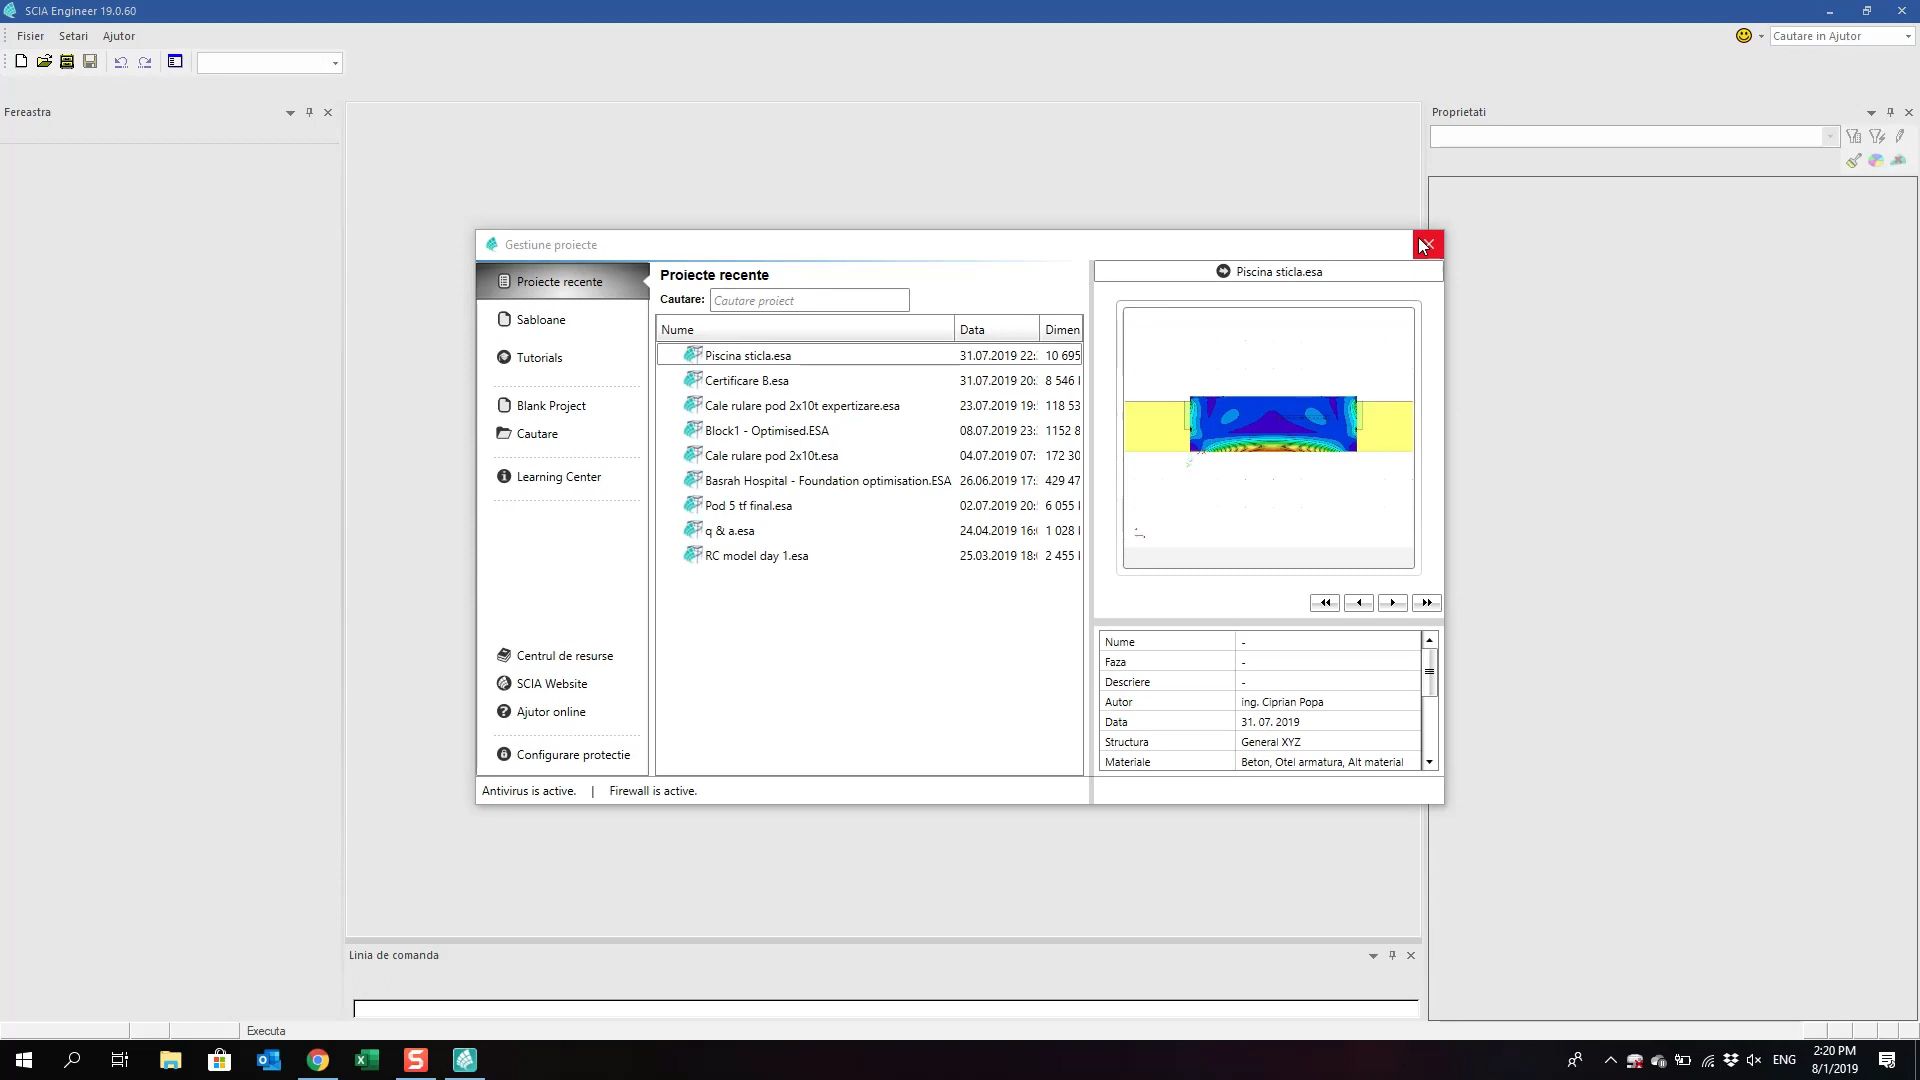 SCIA Engineer 19.0.60
Fisier Setari Ajutor
Cautare in Ajutor
Fereastra
Proprietati
Gestiune proiecte
Proiecte recente
Sabloane
Tutorials
Blank Project
Cautare
Learning Center
Centrul de resurse
SCIA Website
Ajutor online
Configurare protectie
Proiecte recente
Cautare: Cautare proiect
Nume Data Dimen
Piscina sticla.esa 31.07.2019 22: 10 695
Certificare B.esa 31.07.2019 20: 8 546
Cale rulare pod 2x10t expertizare.esa 23.07.2019 19: 118 53
Block1 - Optimised.ESA 08.07.2019 23: 1152 8
Cale rulare pod 2x10t.esa 04.07.2019 07: 172 30
Basrah Hospital - Foundation optimisation.ESA 26.06.2019 17: 429 47
Pod 5 tf final.esa 02.07.2019 20: 6 055
q & a.esa 24.04.2019 16: 1 028
RC model day 1.esa 25.03.2019 18: 2 455
Piscina sticla.esa
Nume -
Faza -
Descriere -
Autor ing. Ciprian Popa
Data 31. 07. 2019
Structura General XYZ
Materiale Beton, Otel armatura, Alt material
Antivirus is active. | Firewall is active.
Linia de comanda
Executa
ENG
2:20 PM
8/1/2019